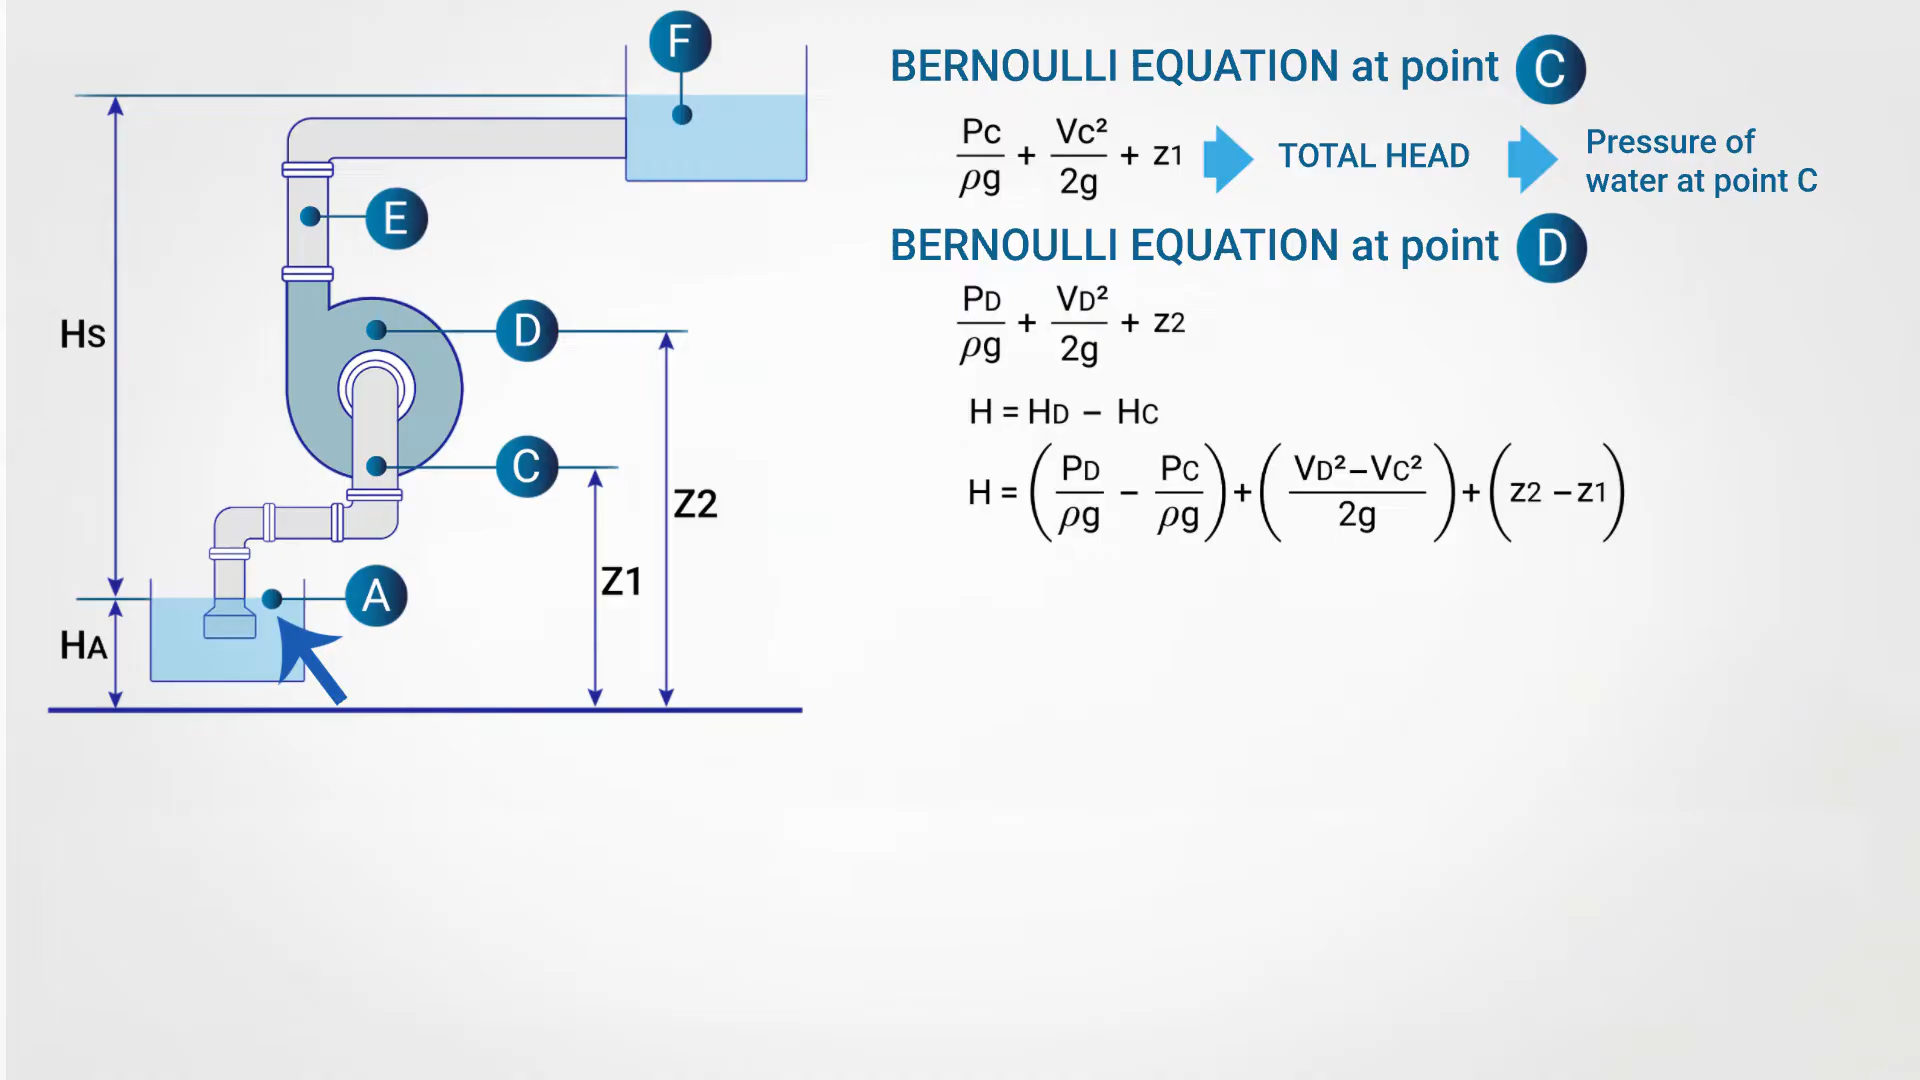 F
E
D
C
A
Hs
HA
Z1
Z2
BERNOULLI EQUATION at point C
Pc/ρg + Vc²/2g + z1 TOTAL HEAD Pressure of
water at point C
BERNOULLI EQUATION at point D
PD/ρg + VD²/2g + z2
H = HD − HC
H = (PD/ρg − PC/ρg) + (VD²−VC²/2g) + (z2 −z1)